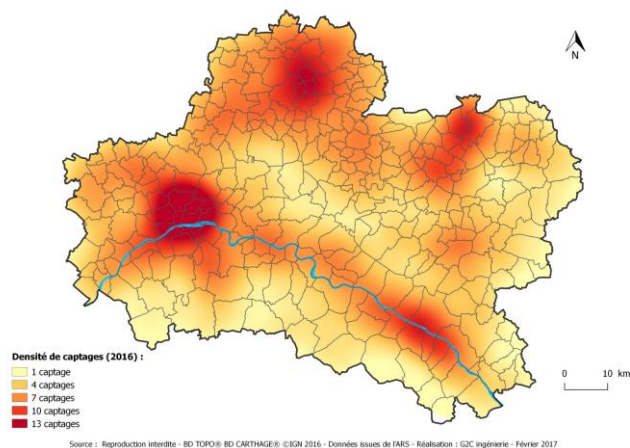 N
Densité de captages (2016) :
1 captage
4 captages
7 captages
10 captages
13 captages
0 10 km
Source : Reproduction interdite - BD TOPO® BD CARTHAGE® ©IGN 2016 - Données issues de l'ARS - Réalisation : G2C ingénierie - Février 2017